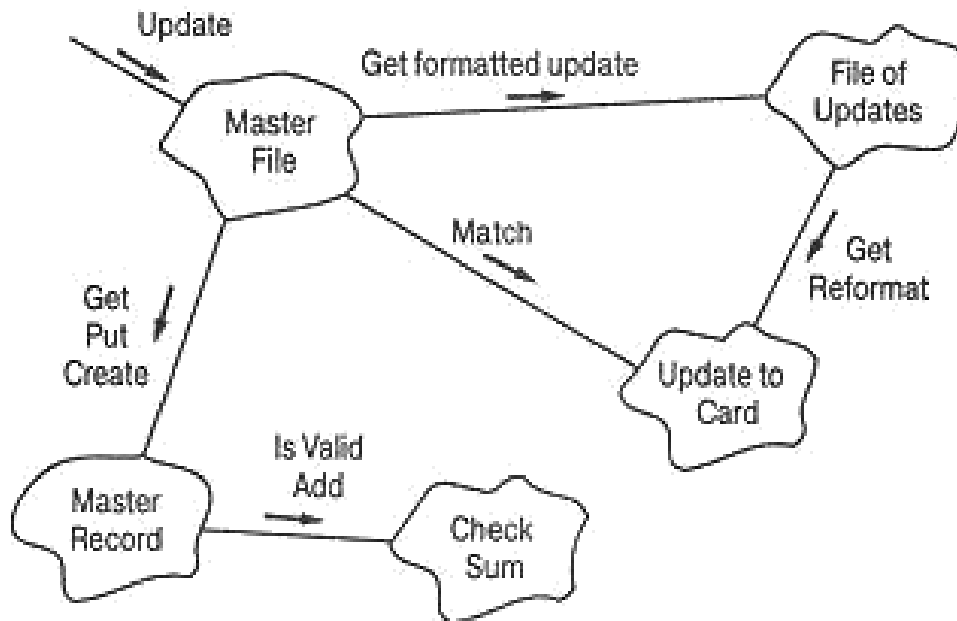 Update
Get formatted update
File of
Updates
Master
File
Match
Get
Reformat
Get
Put
Create
Update to
Card
Is Valid
Add
Master
Record
Check
Sum